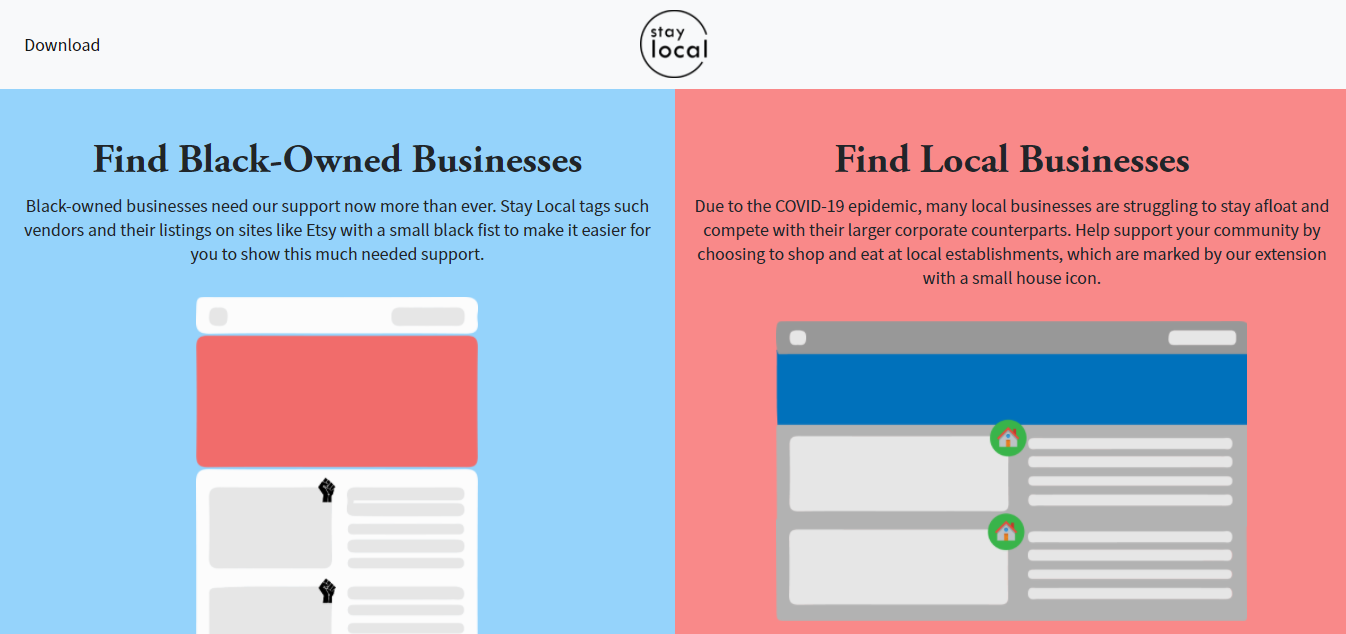 Download
stay
local
Find Black-Owned Businesses
Black-owned businesses need our support now more than ever. Stay Local tags such
vendors and their listings on sites like Etsy with a small black fist to make it easier for
you to show this much needed support.
Find Local Businesses
Due to the COVID-19 epidemic, many local businesses are struggling to stay afloat and
compete with their larger corporate counterparts. Help support your community by
choosing to shop and eat at local establishments, which are marked by our extension
with a small house icon.